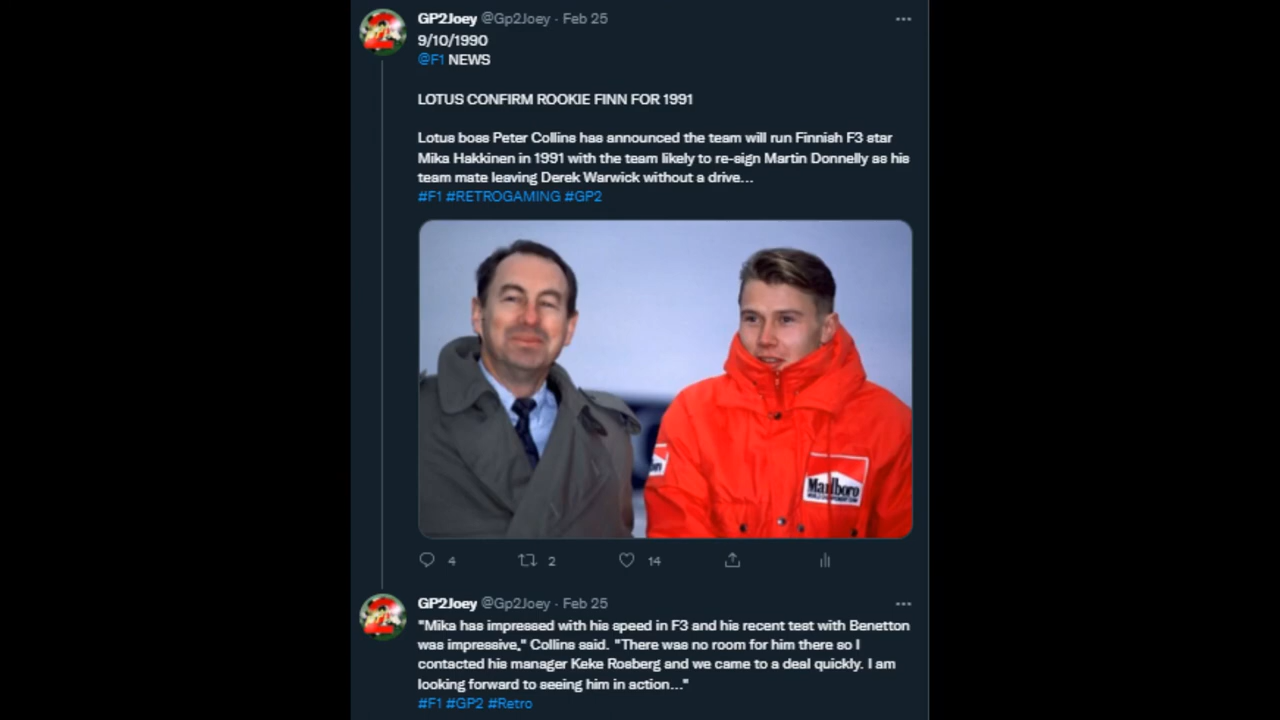 GP2Joey @Gp2Joey · Feb 25
9/10/1990
@F1 NEWS
LOTUS CONFIRM ROOKIE FINN FOR 1991
Lotus boss Peter Collins has announced the team will run Finnish F3 star
Mika Hakkinen in 1991 with the team likely to re-sign Martin Donnelly as his
team mate leaving Derek Warwick without a drive...
#F1 #RETROGAMING #GP2
Marlboro
4 2 14
GP2Joey @Gp2Joey · Feb 25
"Mika has impressed with his speed in F3 and his recent test with Benetton
was impressive," Collins said. "There was no room for him there so I
contacted his manager Keke Rosberg and we came to a deal quickly. I am
looking forward to seeing him in action..."
#F1 #GP2 #Retro